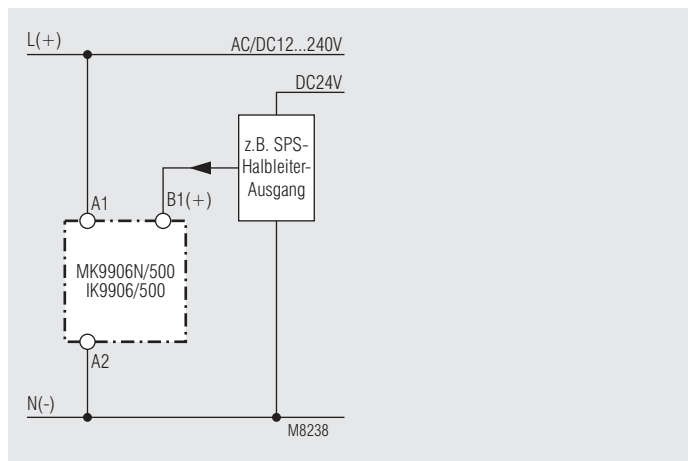 L(+)
AC/DC12...240V
DC24V
z.B. SPS-
Halbleiter-
Ausgang
A1
B1(+)
MK9906N/500
IK9906/500
A2
N(-)
M8238